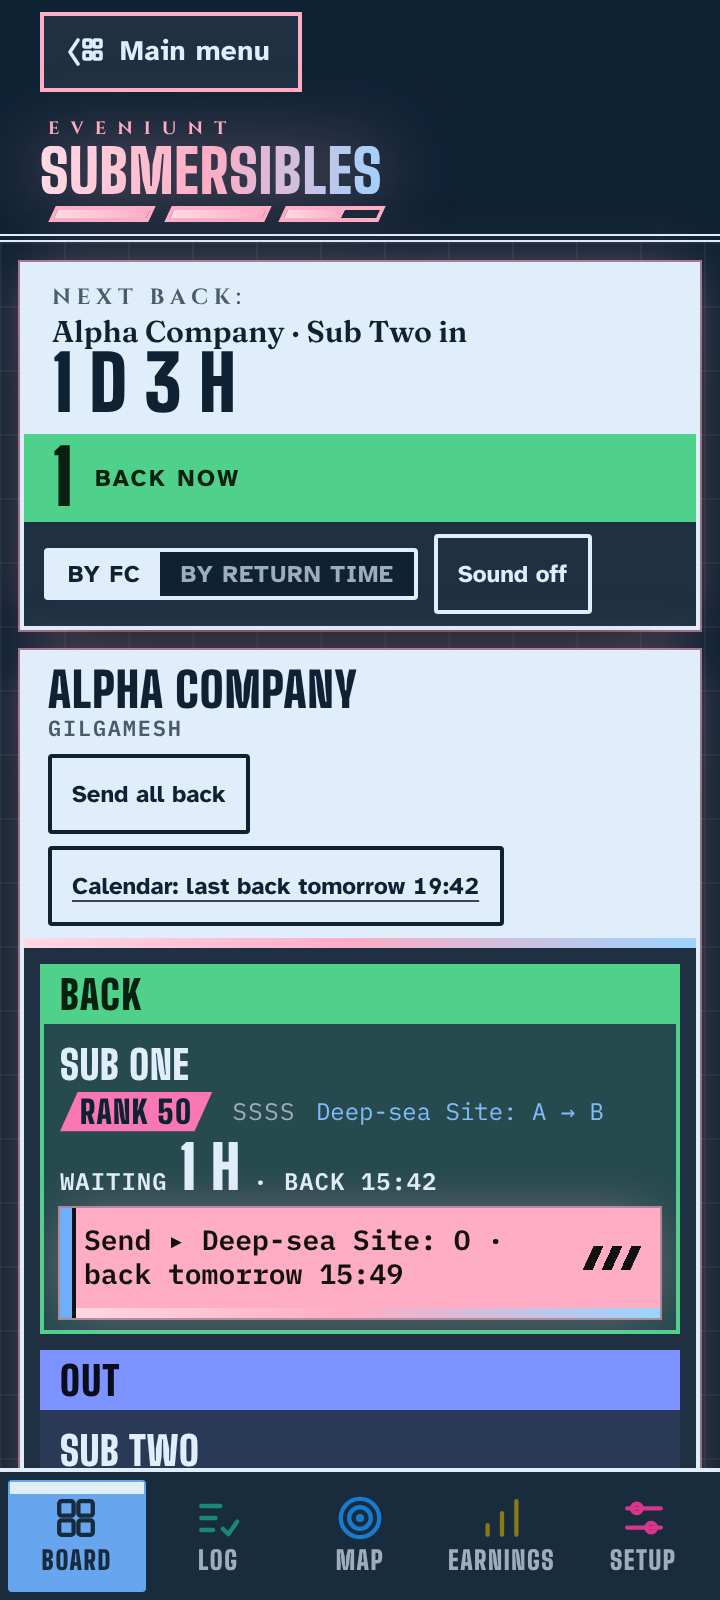 Main menu
EVENIUNT
SUBMERSIBLES
NEXT BACK:
Alpha Company · Sub Two in
1D 3H
1 BACK NOW
BY FC BY RETURN TIME Sound off
ALPHA COMPANY
GILGAMESH
Send all back
Calendar: last back tomorrow 19:42
BACK
SUB ONE
RANK 50 SSSS Deep-sea Site: A → B
WAITING 1H · BACK 15:42
Send ▸ Deep-sea Site: O ·
back tomorrow 15:49
OUT
SUB TWO
BOARD LOG MAP EARNINGS SETUP